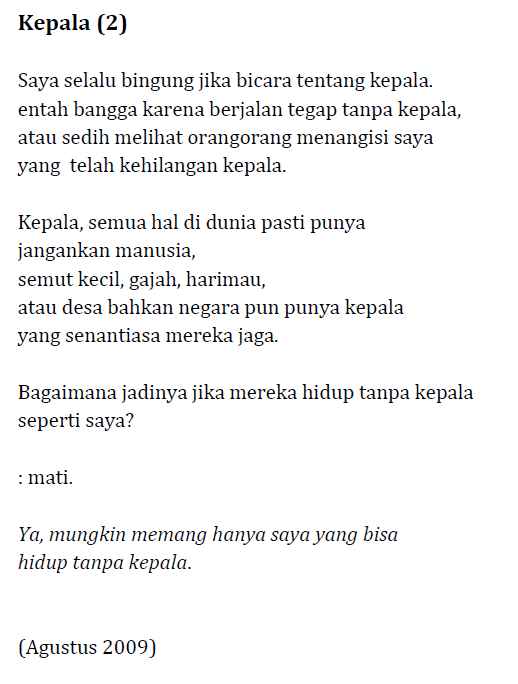 Kepala (2)
Saya selalu bingung jika bicara tentang kepala.
entah bangga karena berjalan tegap tanpa kepala,
atau sedih melihat orangorang menangisi saya
yang  telah kehilangan kepala.
Kepala, semua hal di dunia pasti punya
jangankan manusia,
semut kecil, gajah, harimau,
atau desa bahkan negara pun punya kepala
yang senantiasa mereka jaga.
Bagaimana jadinya jika mereka hidup tanpa kepala
seperti saya?
: mati.
Ya, mungkin memang hanya saya yang bisa
hidup tanpa kepala.
(Agustus 2009)